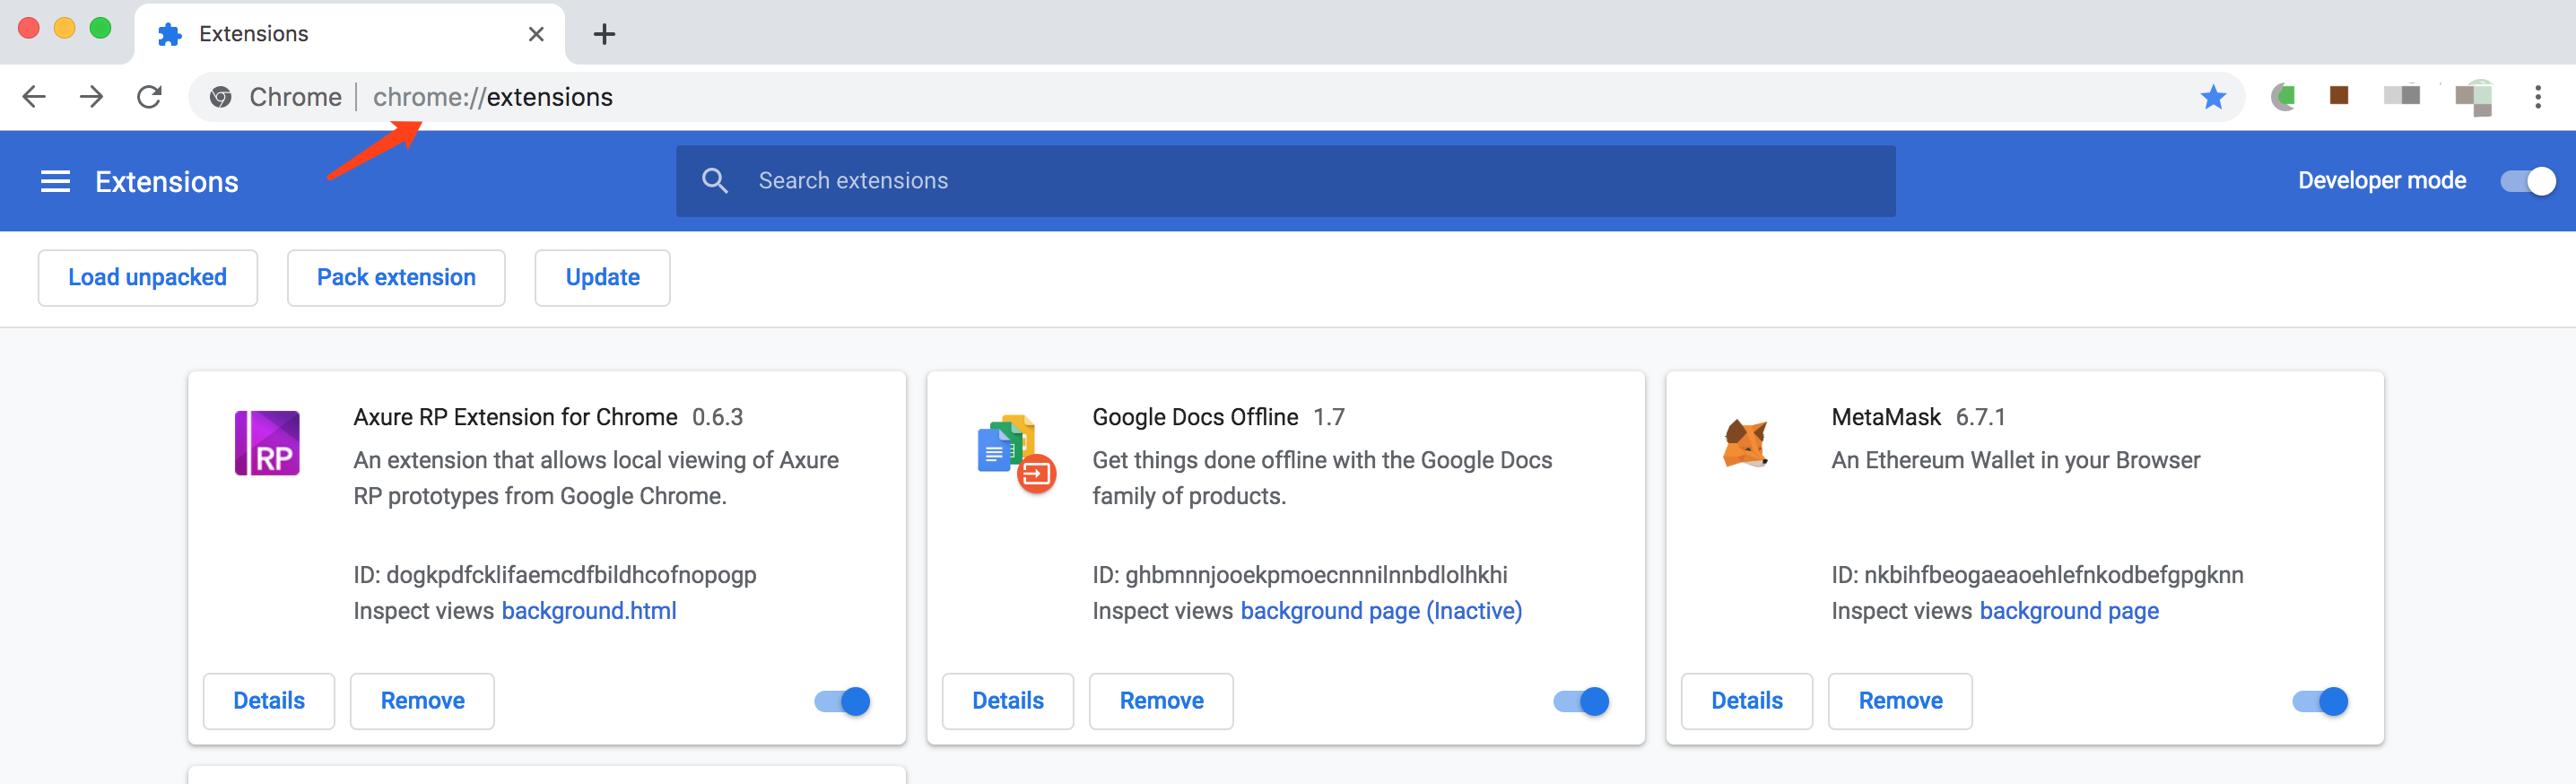 Extensions
Chrome chrome://extensions
Extensions
Search extensions
Developer mode
Load unpacked
Pack extension
Update
RP
Axure RP Extension for Chrome 0.6.3
An extension that allows local viewing of Axure
RP prototypes from Google Chrome.
ID: dogkpdfcklifaemcdfbildhcofnopogp
Inspect views background.html
Details
Remove
Google Docs Offline 1.7
Get things done offline with the Google Docs
family of products.
ID: ghbmnnjooekpmoecnnnilnnbdlolhkhi
Inspect views background page (Inactive)
Details
Remove
MetaMask 6.7.1
An Ethereum Wallet in your Browser
ID: nkbihfbeogaeaoehlefnkodbefgpgknn
Inspect views background page
Details
Remove